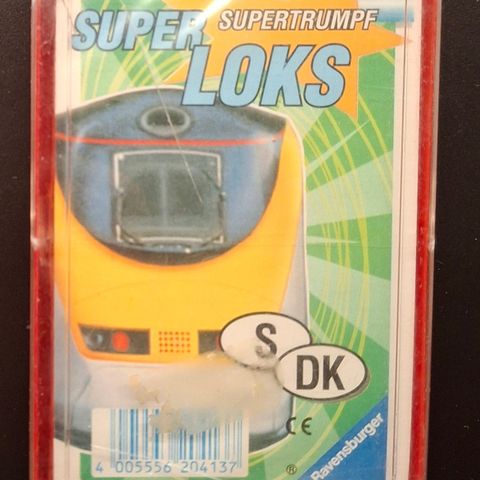 SUPERTRUMPF
SUPER
LOKS
S
DK
CE
4 005556 204137
®
Ravensburger